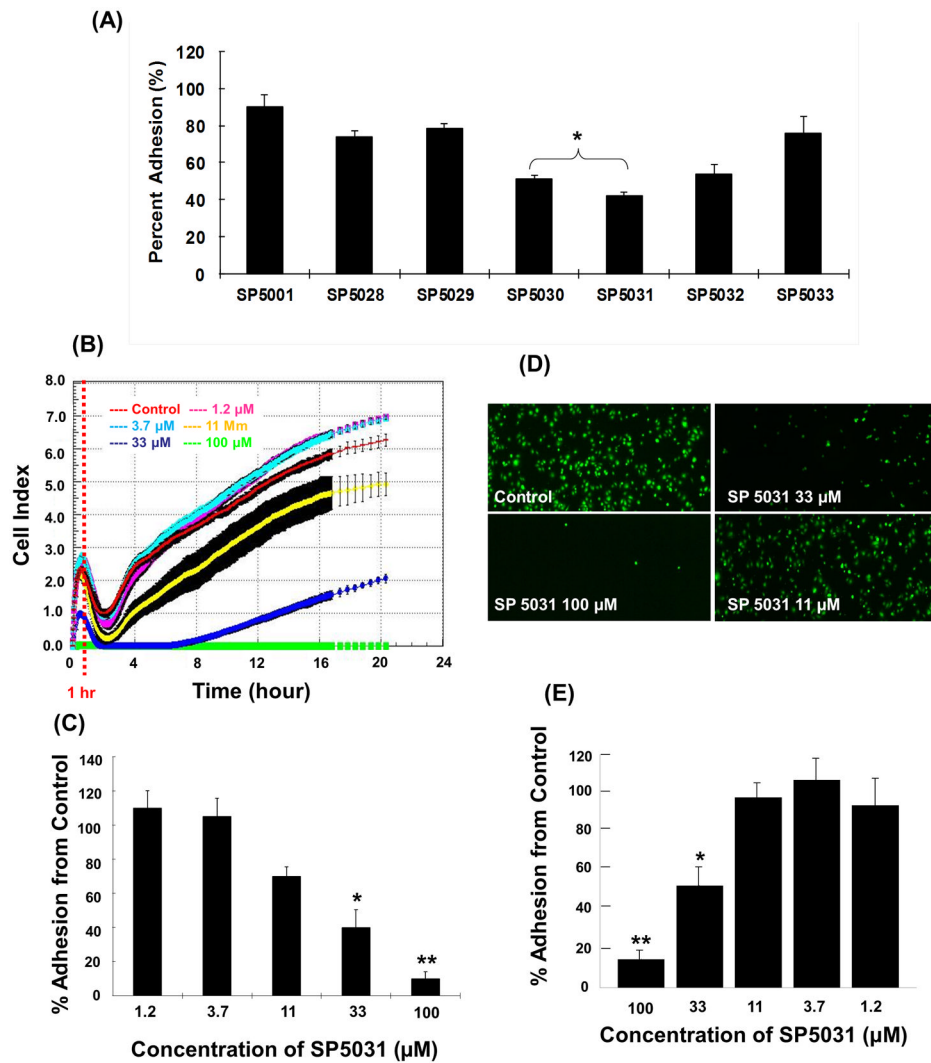 (A)
120
100
80
60
40
20
0
Percent Adhesion (%)
*
SP5001 SP5028 SP5029 SP5030 SP5031 SP5032 SP5033
(B)
8.0
7.0
6.0
5.0
4.0
3.0
2.0
1.0
0.0
Cell Index
----Control ---- 1.2 µM
----3.7 µM ---- 11 Mm
---- 33 µM ----100 µM
0 4 8 12 16 20 24
1 hr
Time (hour)
(D)
Control
SP 5031 33 µM
SP 5031 100 µM
SP 5031 11 µM
(C)
140
120
100
80
60
40
20
0
% Adhesion from Control
*
**
1.2 3.7 11 33 100
Concentration of SP5031 (µM)
(E)
120
100
80
60
40
20
0
% Adhesion from Control
**
*
100 33 11 3.7 1.2
Concentration of SP5031 (µM)